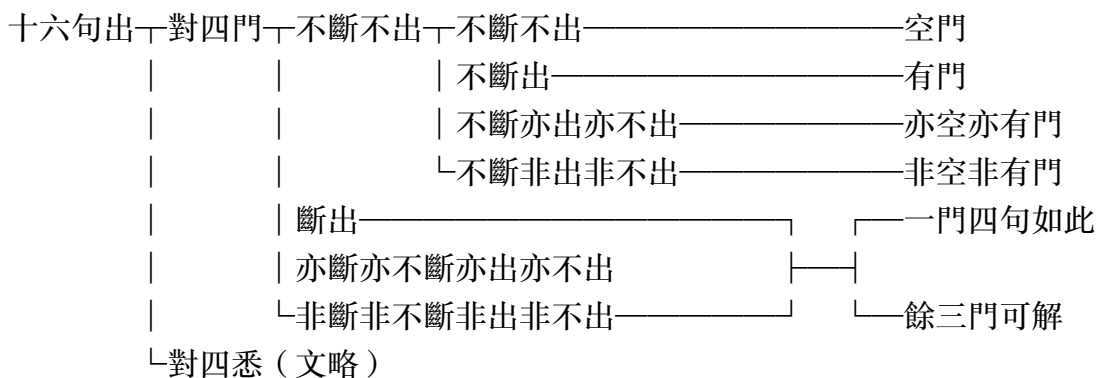 十六句出┬對四門┬不斷不出┬不斷不出──────────空門
│ │ │不斷出───────────有門
│ │ │不斷亦出亦不出───────亦空亦有門
│ │ └不斷非出非不出───────非空非有門
│ │斷出─────────────┐ ┌─一門四句如此
│ │亦斷亦不斷亦出亦不出 ├─┤
│ └非斷非不斷非出非不出─────┘ └─餘三門可解
└對四悉（文略）